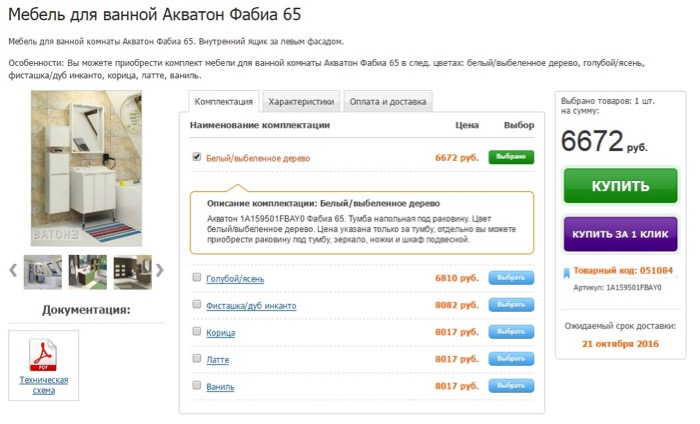 Мебель для ванной Акватон Фабиа 65
Мебель для ванной комнаты Акватон Фабиа 65. Внутренний ящик за левым фасадом.
Особенности: Вы можете приобрести комплект мебели для ванной комнаты Акватон Фабиа 65 в след. цветах: белый/выбеленное дерево, голубой/ясень,
фисташка/дуб инканто, корица, латте, ваниль.
Комплектация Характеристики Оплата и доставка
Наименование комплектации Цена Выбор
Белый/выбеленное дерево 6672 руб. Выбрано
Описание комплектации: Белый/выбеленное дерево
Акватон 1A159501FBAY0 Фабиа 65. Тумба напольная под раковину. Цвет
белый/выбеленное дерево. Цена указана только за тумбу, отдельно вы можете
приобрести раковину под тумбу, зеркало, ножки и шкаф подвесной.
Голубой/ясень 6810 руб. Выбрать
Фисташка/дуб инканто 8082 руб. Выбрать
Корица 8017 руб. Выбрать
Латте 8017 руб. Выбрать
Ваниль 8017 руб. Выбрать
Документация:
PDF
Техническая
схема
Выбрано товаров: 1 шт.
на сумму:
6672 руб.
КУПИТЬ
КУПИТЬ ЗА 1 КЛИК
Товарный код: 051084
Артикул: 1A159501FBAY0
Ожидаемый срок доставки:
21 октября 2016